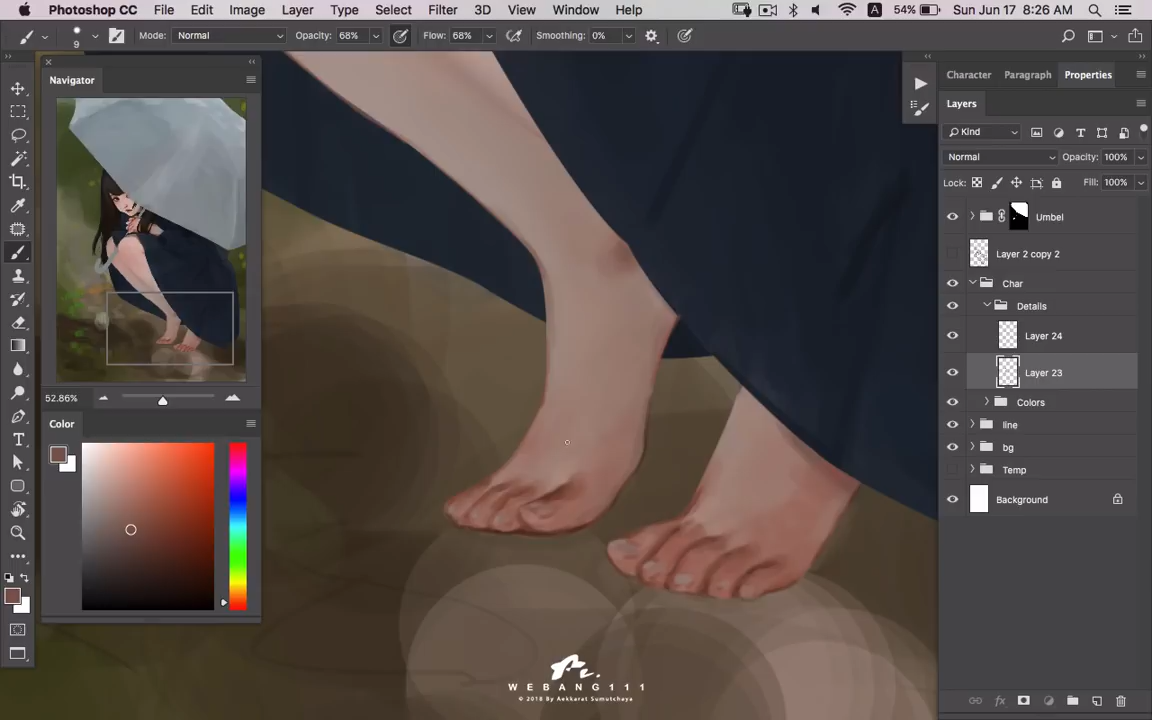 Photoshop CC File Edit Image Layer Type Select Filter 3D View Window Help A 54% Sun Jun 17 8:26 AM
9 Mode: Normal Opacity: 68% Flow: 68% Smoothing: 0%
Navigator
52.86%
Color
Character Paragraph Properties
Layers
Kind
Normal Opacity: 100%
Lock: Fill: 100%
Umbel
Layer 2 copy 2
Char
Details
Layer 24
Layer 23
Colors
line
bg
Temp
Background
WEBANG111
© 2018 By Aekkarat Sumutchaya